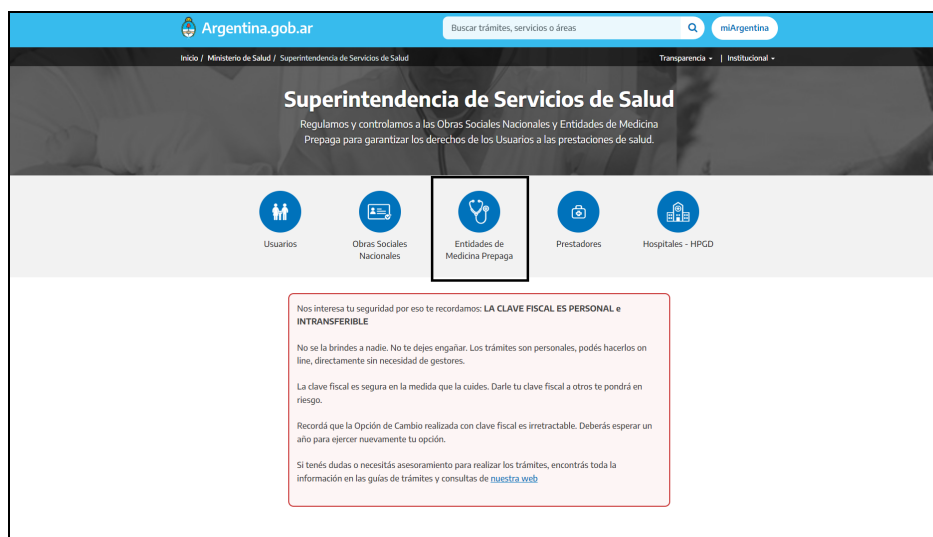 Argentina.gob.ar
Buscar trámites, servicios o áreas
miArgentina
Inicio / Ministerio de Salud / Superintendencia de Servicios de Salud
Transparencia | Institucional
Superintendencia de Servicios de Salud
Regulamos y controlamos a las Obras Sociales Nacionales y Entidades de Medicina
Prepaga para garantizar los derechos de los Usuarios a las prestaciones de salud.
Usuarios
Obras Sociales
Nacionales
Entidades de
Medicina Prepaga
Prestadores
Hospitales - HPGD
Nos interesa tu seguridad por eso te recordamos: LA CLAVE FISCAL ES PERSONAL e
INTRANSFERIBLE
No se la brindes a nadie. No te dejes engañar. Los trámites son personales, podés hacerlos on
line, directamente sin necesidad de gestores.
La clave fiscal es segura en la medida que la cuides. Darle tu clave fiscal a otros te pondrá en
riesgo.
Recordá que la Opción de Cambio realizada con clave fiscal es irretractable. Deberás esperar un
año para ejercer nuevamente tu opción.
Si tenés dudas o necesitás asesoramiento para realizar los trámites, encontrás toda la
información en las guías de trámites y consultas de nuestra web